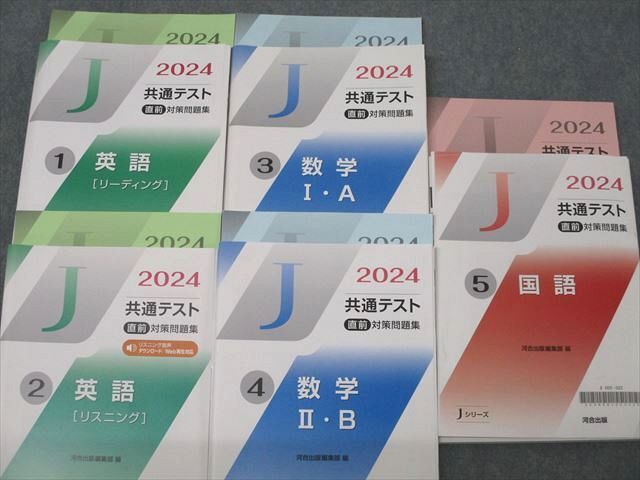 2024
J
2024
共通テスト
直前 対策問題集
1
英語
[リーディング]
2024
J
2024
共通テスト
直前 対策問題集
3
数学
Ⅰ・A
2024
共通テスト
J
2024
共通テスト
直前 対策問題集
5
国語
河合出版編集部 編
Jシリーズ
河合出版
2024
J
2024
共通テスト
直前 対策問題集
リスニング音声
ダウンロード/Web再生対応
2
英語
[リスニング]
河合出版編集部 編
2024
J
2024
共通テスト
直前 対策問題集
4
数学
Ⅱ・B
河合出版編集部 編